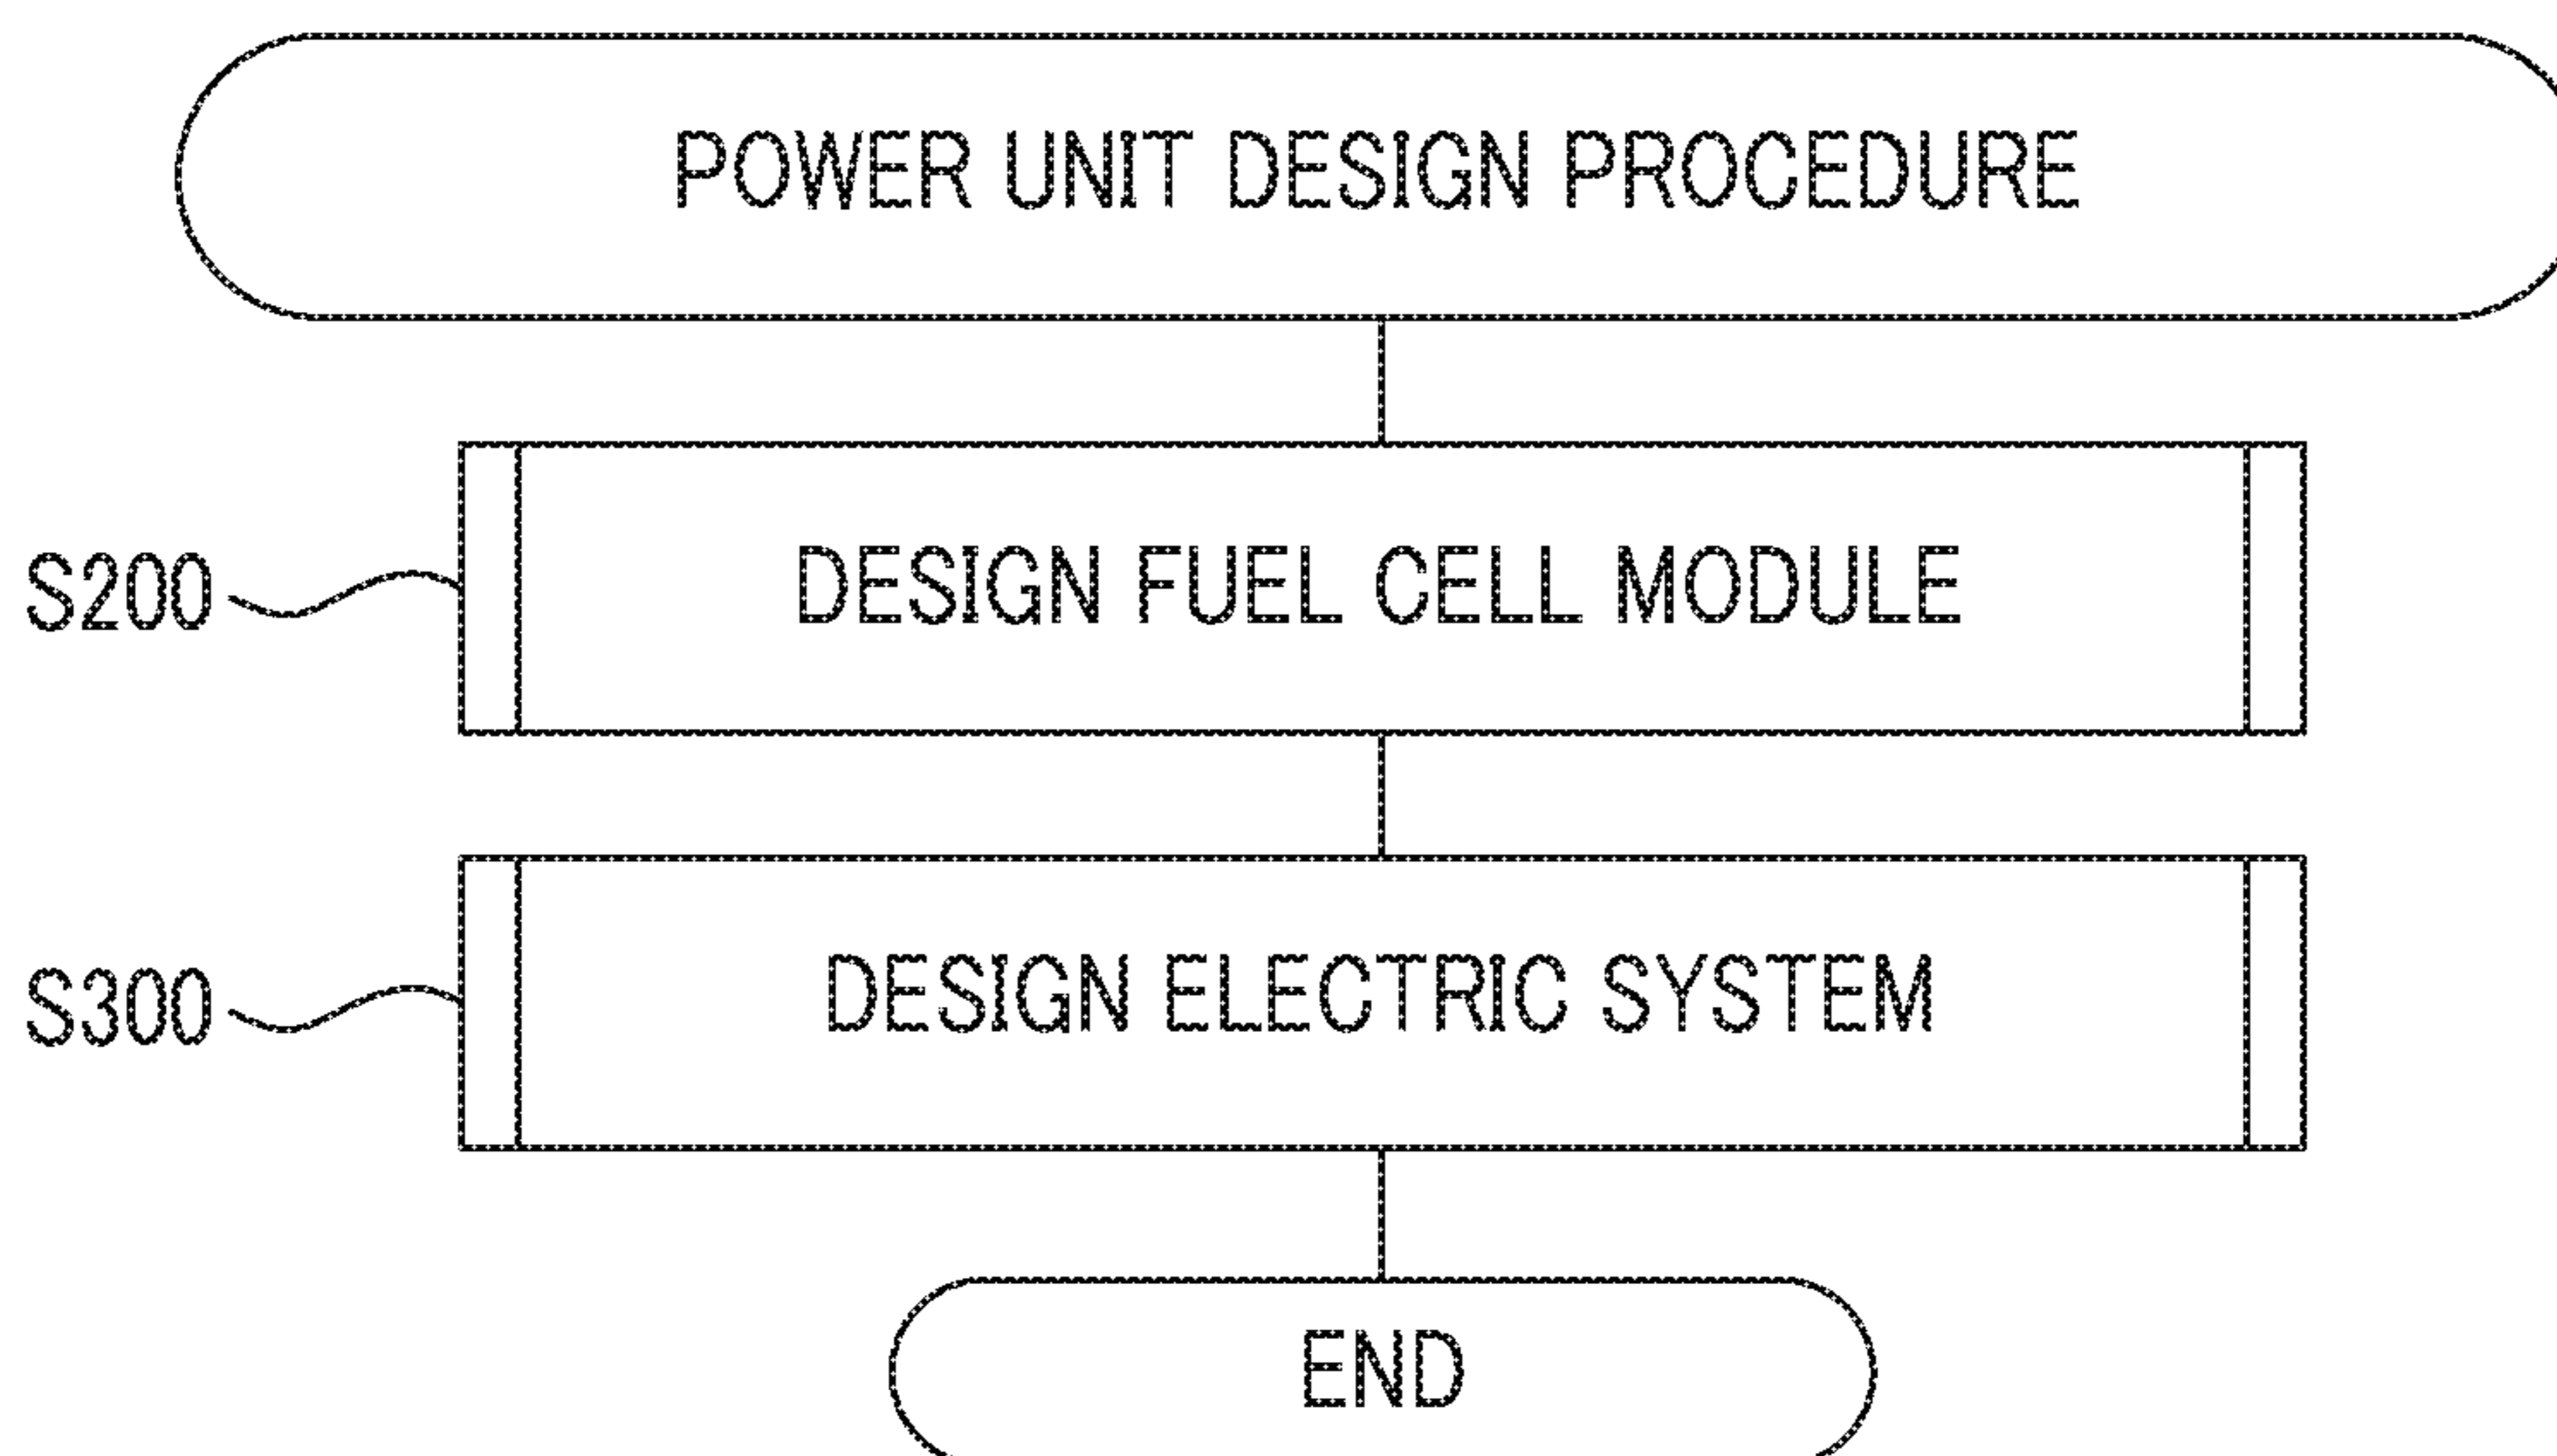 POWER UNIT DESIGN PROCEDURE
S200
DESIGN FUEL CELL MODULE
S300
DESIGN ELECTRIC SYSTEM
END